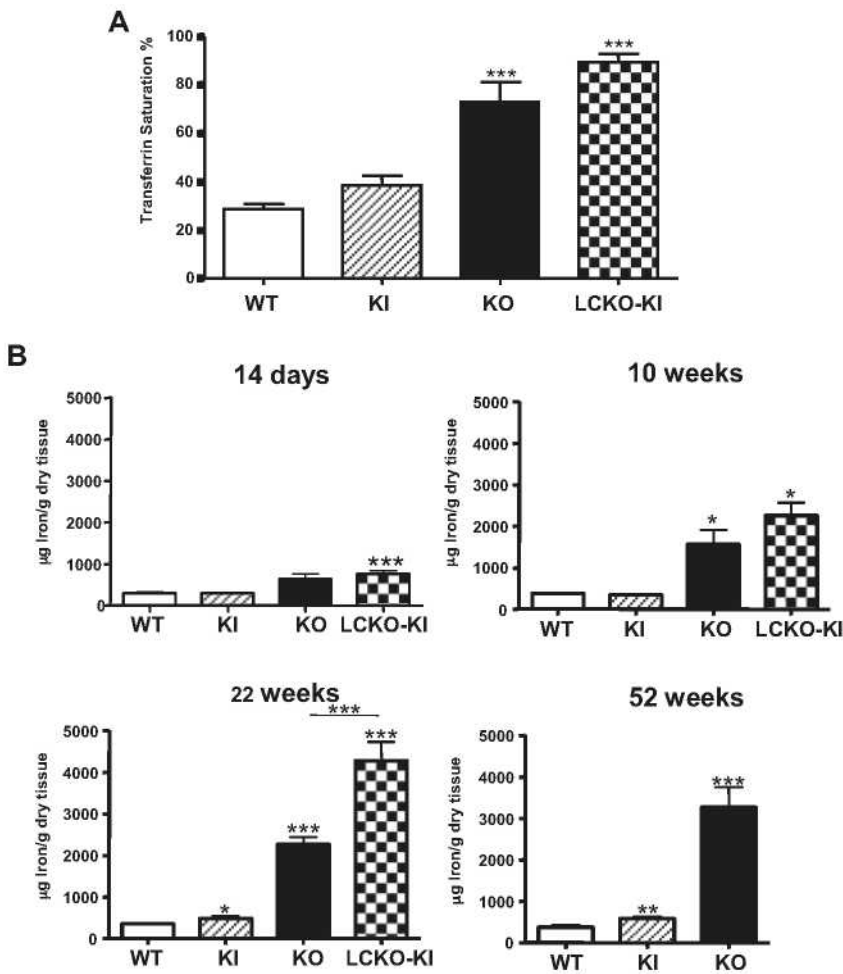 A
Transferrin Saturation %
100
80
60
40
20
0
***
***
WT KI KO LCKO-KI
B
14 days
µg Iron/g dry tissue
5000
4000
3000
2000
1000
0
***
WT KI KO LCKO-KI
10 weeks
µg Iron/g dry tissue
5000
4000
3000
2000
1000
0
*
*
WT KI KO LCKO-KI
22 weeks
µg Iron/g dry tissue
5000
4000
3000
2000
1000
0
***
***
***
*
WT KI KO LCKO-KI
52 weeks
µg Iron/g dry tissue
5000
4000
3000
2000
1000
0
***
**
WT KI KO